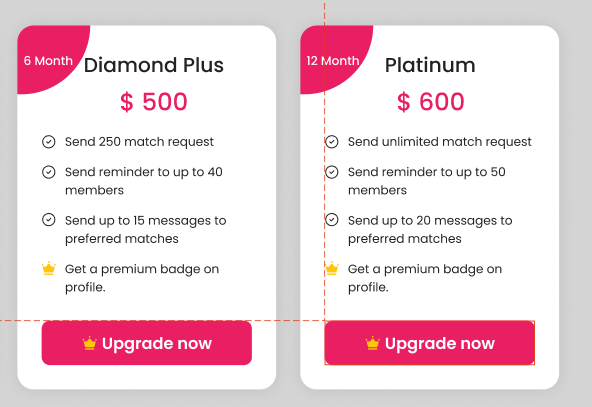 6 Month
Diamond Plus
$ 500
Send 250 match request
Send reminder to up to 40
members
Send up to 15 messages to
preferred matches
Get a premium badge on
profile.
Upgrade now
12 Month
Platinum
$ 600
Send unlimited match request
Send reminder to up to 50
members
Send up to 20 messages to
preferred matches
Get a premium badge on
profile.
Upgrade now